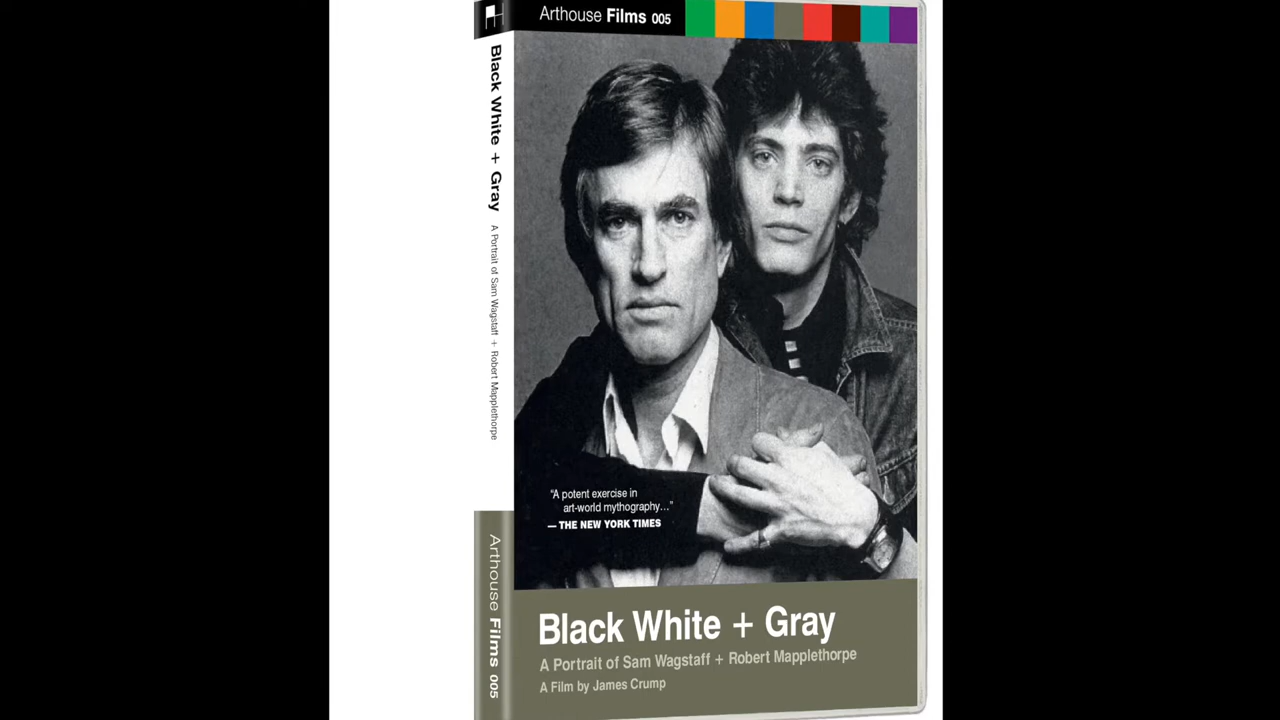 Arthouse Films 005
Black White + Gray
A Portrait of Sam Wagstaff + Robert Mapplethorpe
Arthouse Films 005
"A potent exercise in
art-world mythography..."
— THE NEW YORK TIMES
Black White + Gray
A Portrait of Sam Wagstaff + Robert Mapplethorpe
A Film by James Crump